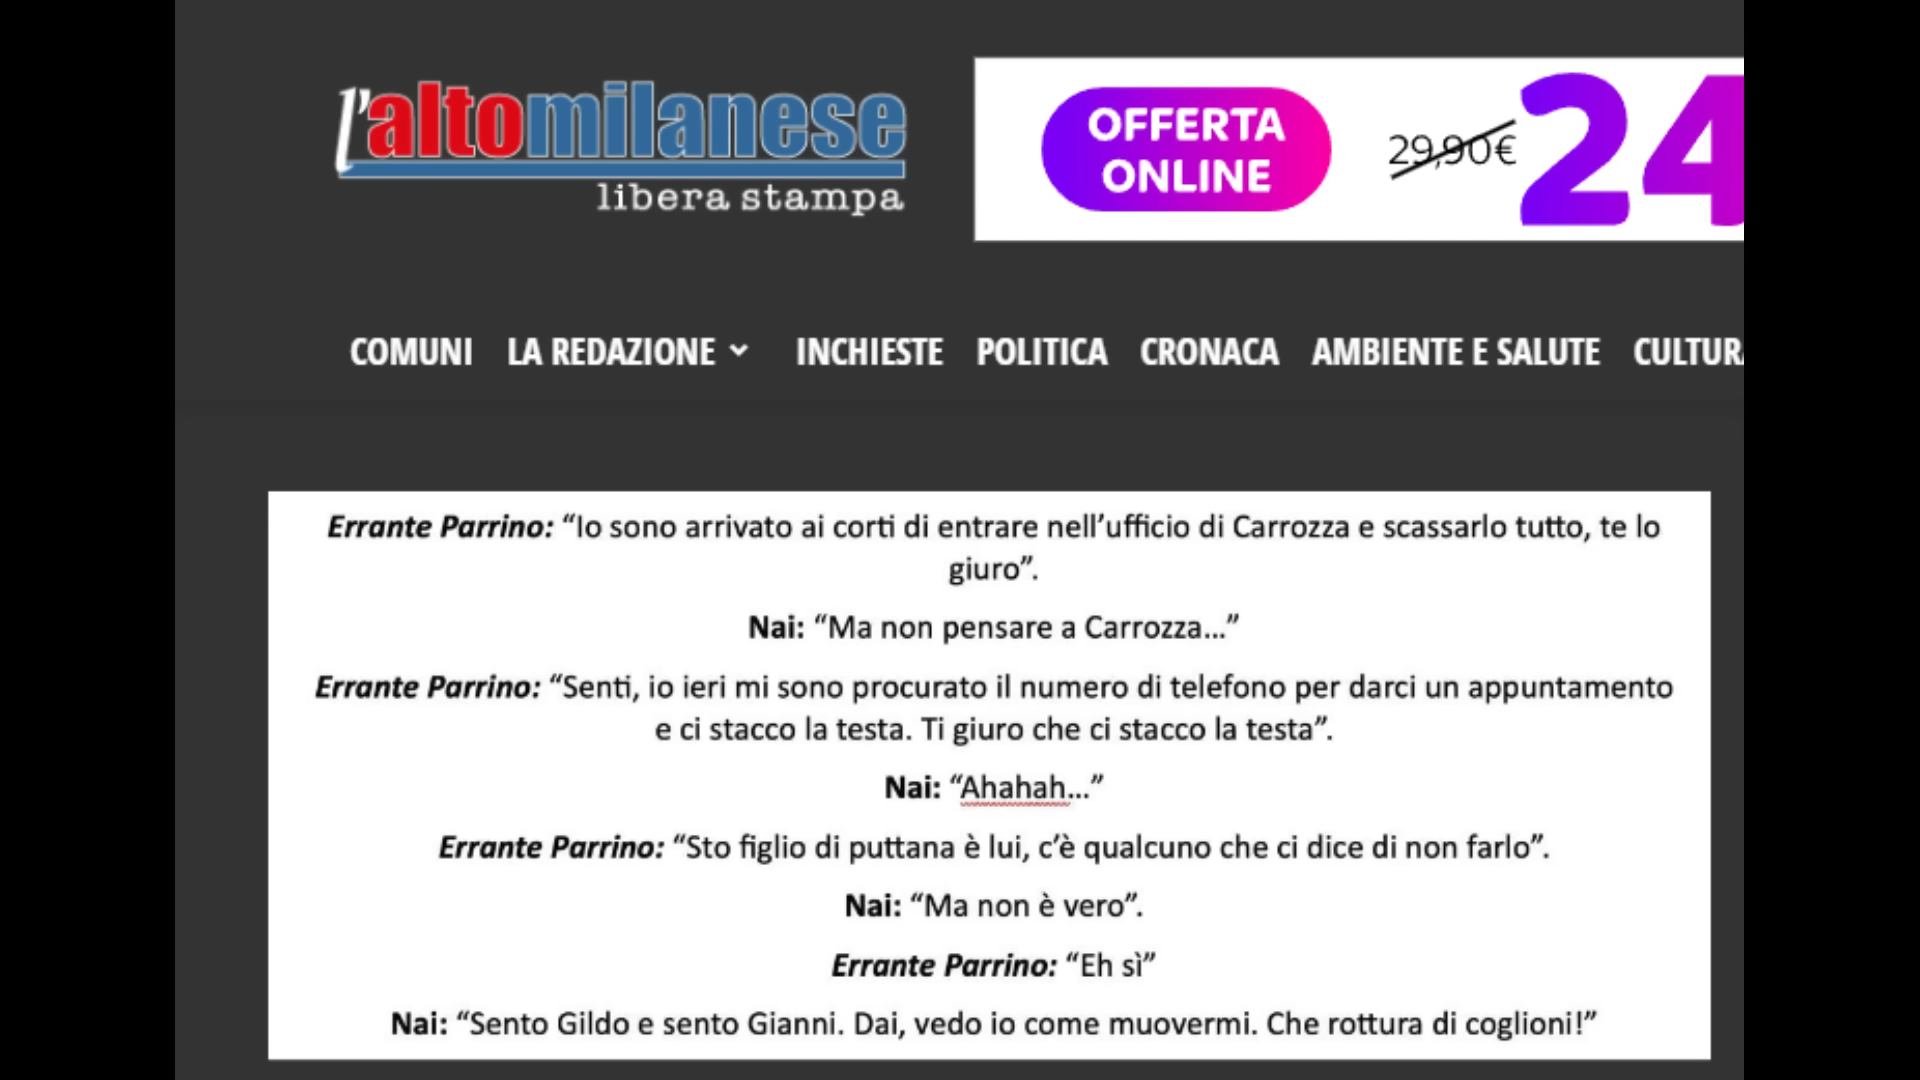 l'altomilanese
libera stampa
OFFERTA
ONLINE
29,90€
24
COMUNI LA REDAZIONE INCHIESTE POLITICA CRONACA AMBIENTE E SALUTE CULTURA
Errante Parrino: “Io sono arrivato ai corti di entrare nell’ufficio di Carrozza e scassarlo tutto, te lo
giuro”.
Nai: “Ma non pensare a Carrozza…”
Errante Parrino: “Senti, io ieri mi sono procurato il numero di telefono per darci un appuntamento
e ci stacco la testa. Ti giuro che ci stacco la testa”.
Nai: “Ahahah…”
Errante Parrino: “Sto figlio di puttana è lui, c’è qualcuno che ci dice di non farlo”.
Nai: “Ma non è vero”.
Errante Parrino: “Eh sì”
Nai: “Sento Gildo e sento Gianni. Dai, vedo io come muovermi. Che rottura di coglioni!”